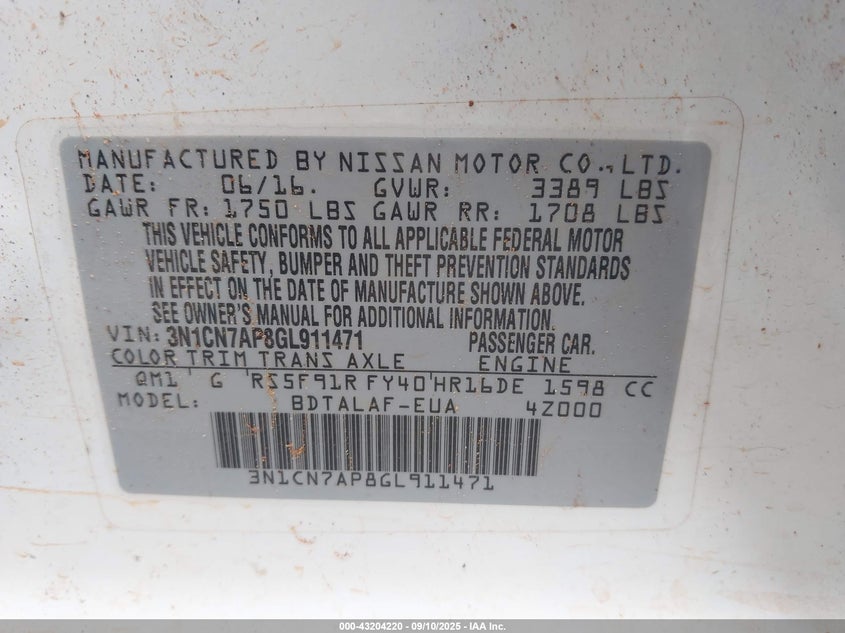 MANUFACTURED BY NISSAN MOTOR CO., LTD.
DATE: 06/16. GVWR: 3389 LBS
GAWR FR: 1750 LBS GAWR RR: 1708 LBS
THIS VEHICLE CONFORMS TO ALL APPLICABLE FEDERAL MOTOR
VEHICLE SAFETY, BUMPER AND THEFT PREVENTION STANDARDS
IN EFFECT ON THE DATE OF MANUFACTURE SHOWN ABOVE.
SEE OWNER'S MANUAL FOR ADDITIONAL INFORMATION.
VIN: 3N1CN7AP8GL911471 PASSENGER CAR.
COLOR TRIM TRANS AXLE ENGINE
QM1 G RS5F91R FY40 HR16DE 1598 CC
MODEL: BDTALAF-EUA 4Z000
3N1CN7AP8GL911471
000-43204220 - 09/10/2025 - IAA Inc.